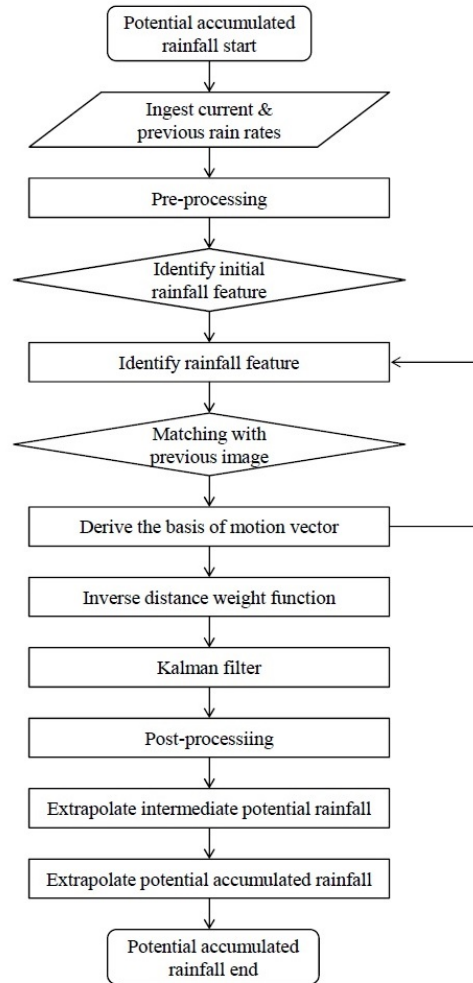 Potential accumulated
rainfall start
Ingest current &
previous rain rates
Pre-processing
Identify initial
rainfall feature
Identify rainfall feature
Matching with
previous image
Derive the basis of motion vector
Inverse distance weight function
Kalman filter
Post-processiing
Extrapolate intermediate potential rainfall
Extrapolate potential accumulated rainfall
Potential accumulated
rainfall end